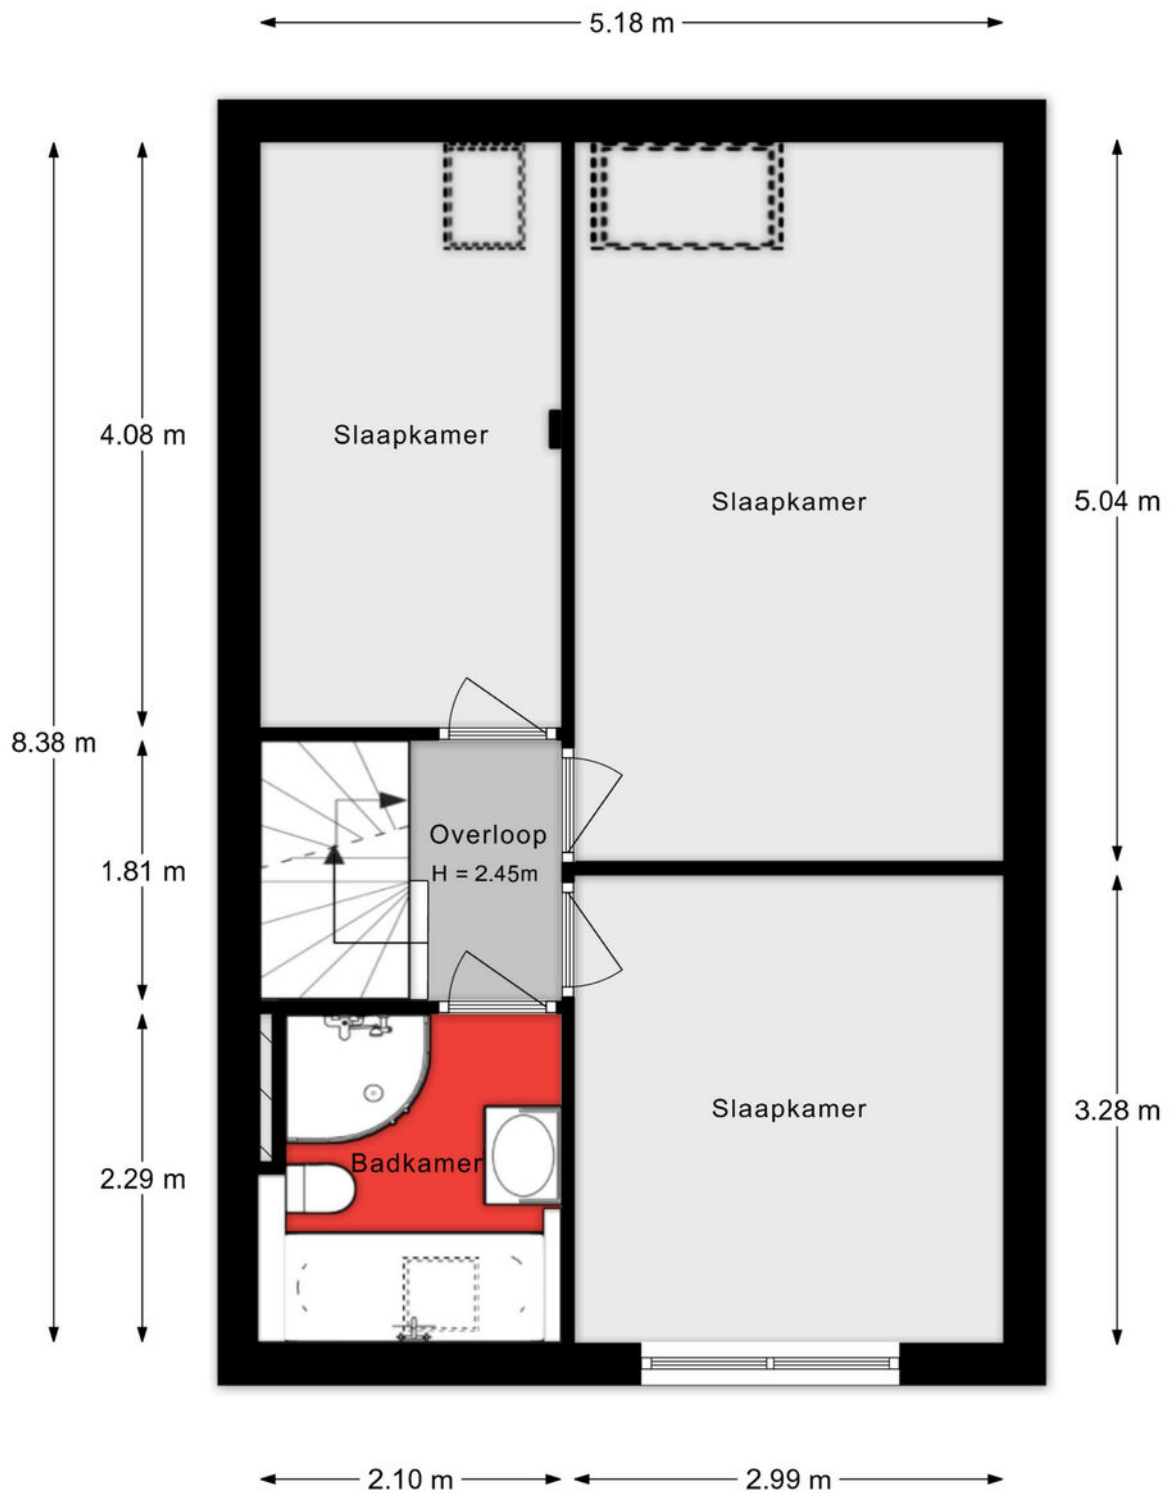 5.18 m
Slaapkamer
4.08 m
Slaapkamer
5.04 m
8.38 m
Overloop
H = 2.45m
1.81 m
Slaapkamer
3.28 m
Badkamer
2.29 m
2.10 m
2.99 m